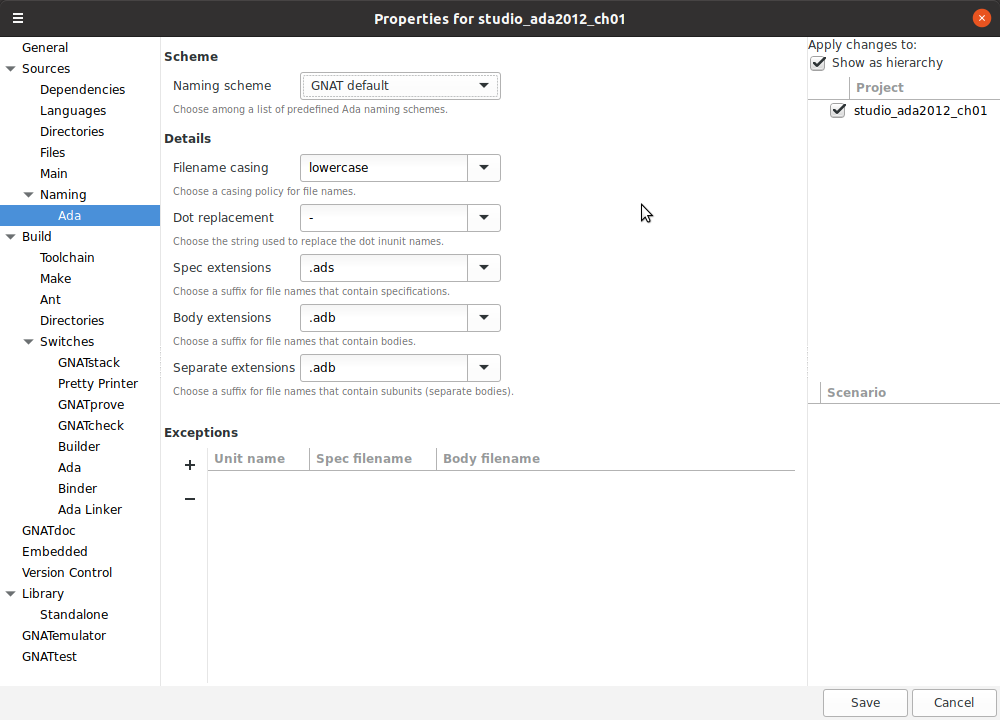 Properties for studio_ada2012_ch01
General
Sources
Dependencies
Languages
Directories
Files
Main
Naming
Ada
Build
Toolchain
Make
Ant
Directories
Switches
GNATstack
Pretty Printer
GNATprove
GNATcheck
Builder
Ada
Binder
Ada Linker
GNATdoc
Embedded
Version Control
Library
Standalone
GNATemulator
GNATtest
Scheme
Naming scheme GNAT default
Choose among a list of predefined Ada naming schemes.
Details
Filename casing lowercase
Choose a casing policy for file names.
Dot replacement -
Choose the string used to replace the dot inunit names.
Spec extensions .ads
Choose a suffix for file names that contain specifications.
Body extensions .adb
Choose a suffix for file names that contain bodies.
Separate extensions .adb
Choose a suffix for file names that contain subunits (separate bodies).
Exceptions
Unit name Spec filename Body filename
Apply changes to:
Show as hierarchy
Project
studio_ada2012_ch01
Scenario
Save Cancel